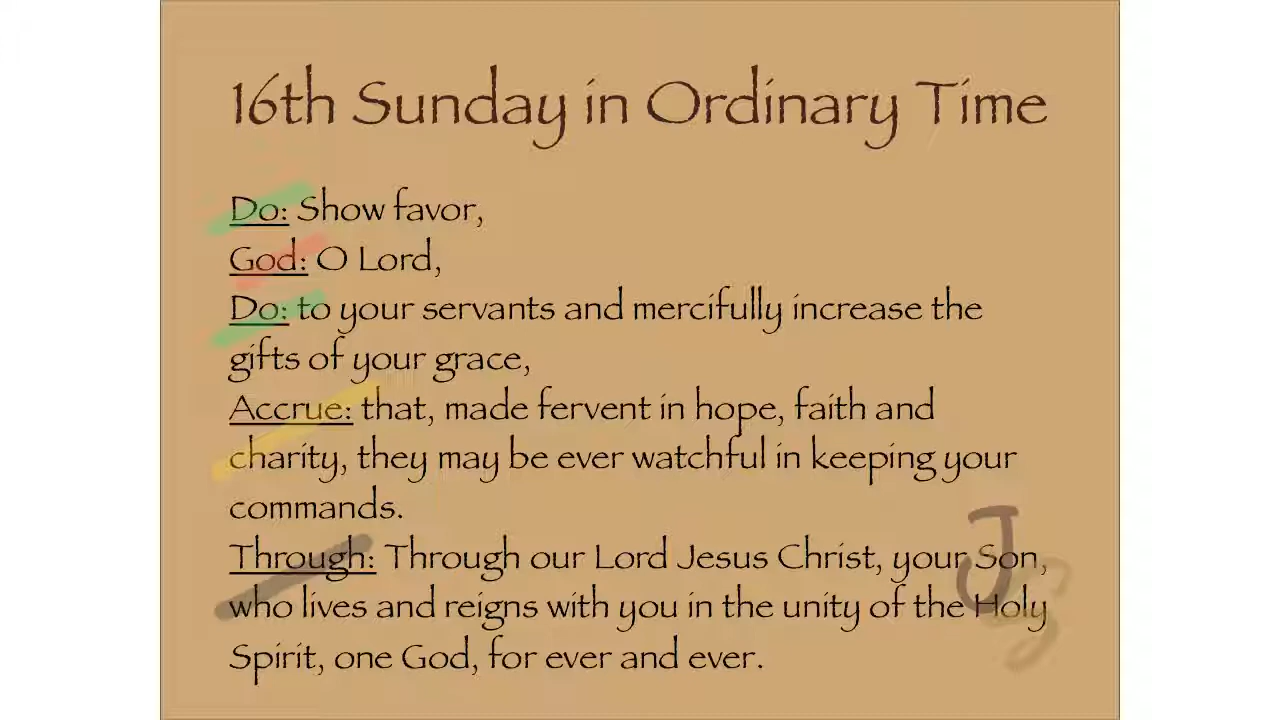 16th Sunday in Ordinary Time
Do: Show favor,
God: O Lord,
Do: to your servants and mercifully increase the
gifts of your grace,
Accrue: that, made fervent in hope, faith and
charity, they may be ever watchful in keeping your
commands.
Through: Through our Lord Jesus Christ, your Son,
who lives and reigns with you in the unity of the Holy
Spirit, one God, for ever and ever.